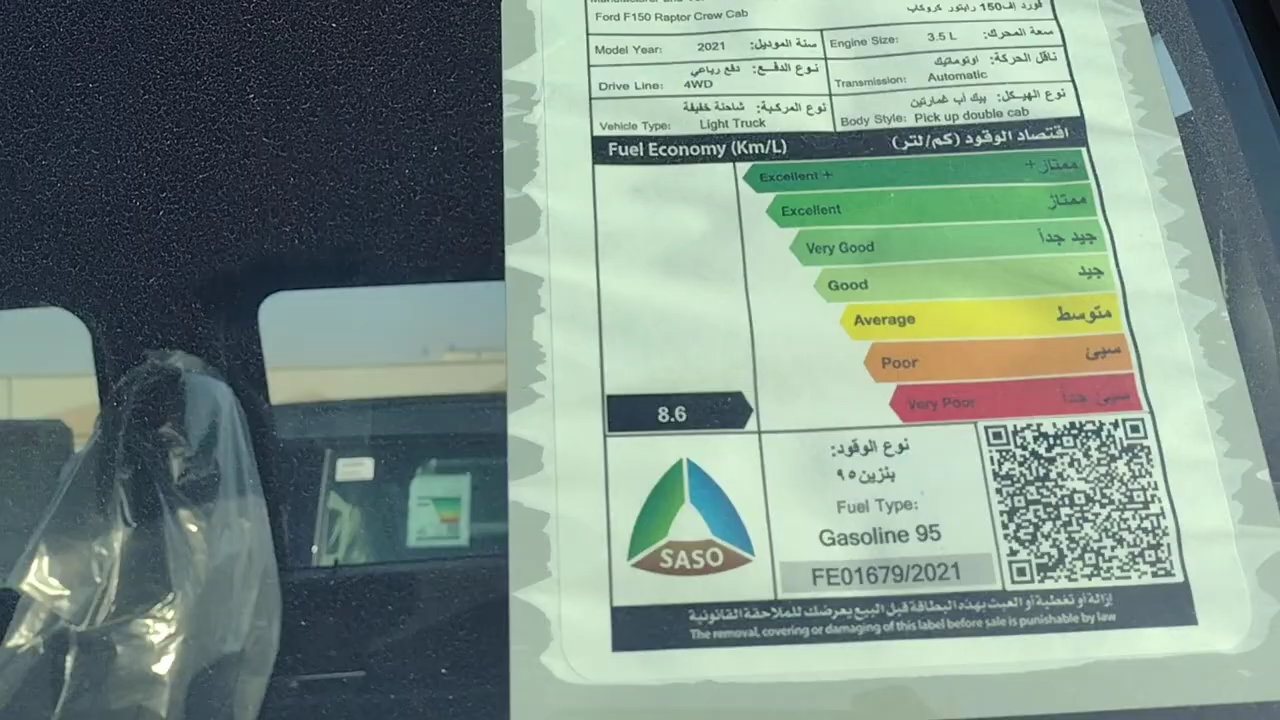 Ford F150 Raptor Crew Cab
فورد إف150 رابتور كروكاب
Model Year: 2021 سنة الموديل:
Engine Size: 3.5 L سعة المحرك:
نوع الدفع: دفع رباعي
Drive Line: 4WD
ناقل الحركة: اوتوماتيك
Transmission: Automatic
نوع المركبة: شاحنة خفيفة
Vehicle Type: Light Truck
نوع الهيكل: بيك أب غمارتين
Body Style: Pick up double cab
Fuel Economy (Km/L) اقتصاد الوقود (كم/لتر)
Excellent + ممتاز +
Excellent ممتاز
Very Good جيد جداً
Good جيد
Average متوسط
Poor سيئ
Very Poor سيئ جداً
8.6
SASO
نوع الوقود:
بنزين ٩٥
Fuel Type:
Gasoline 95
FE01679/2021
إزالة أو تغطية أو العبث بهذه البطاقة قبل البيع يعرضك للملاحقة القانونية
The removal, covering or damaging of this label before sale is punishable by law